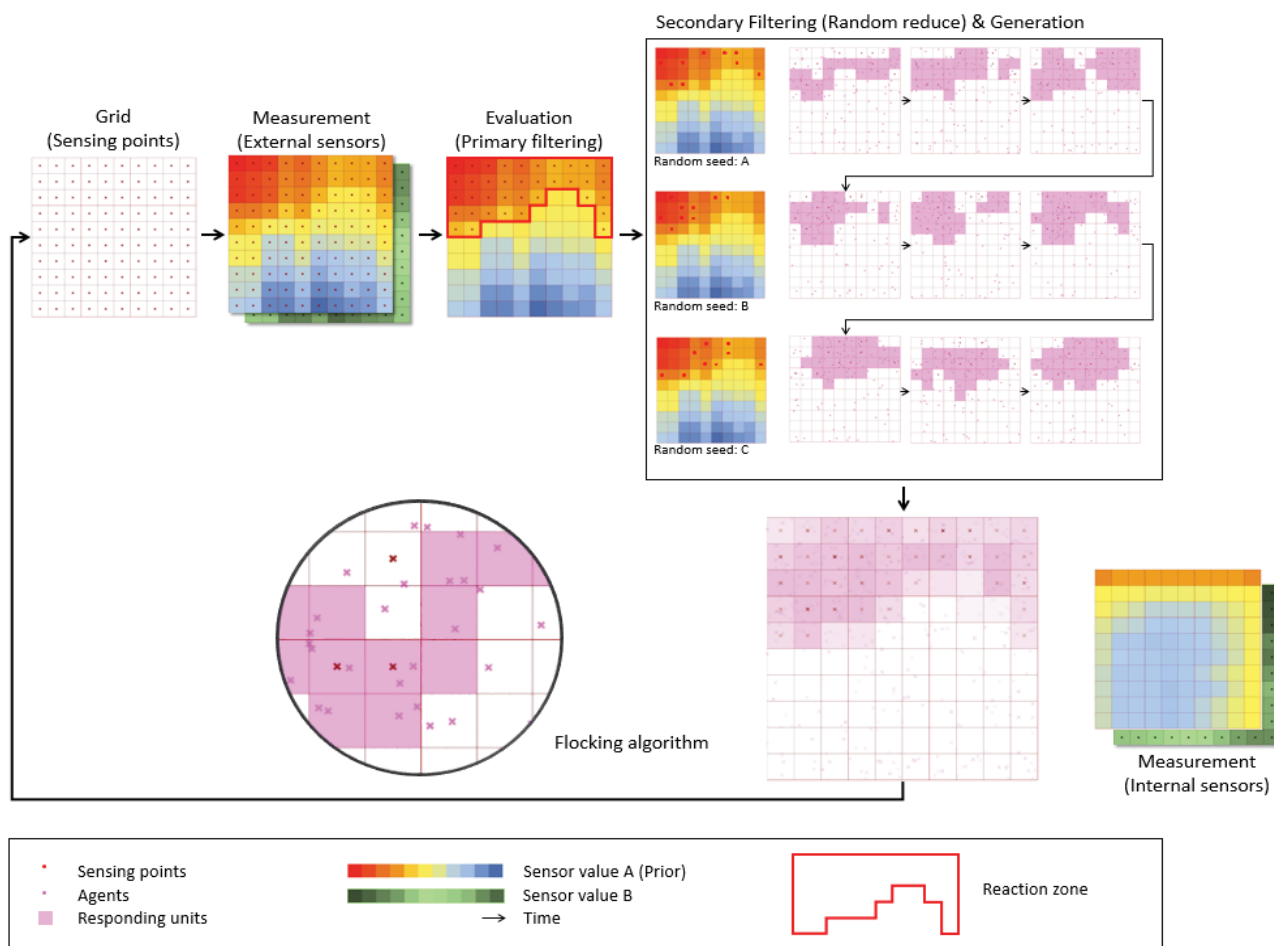 Secondary Filtering (Random reduce) & Generation
Grid
(Sensing points)
Measurement
(External sensors)
Evaluation
(Primary filtering)
Random seed: A
Random seed: B
Random seed: C
Flocking algorithm
Measurement
(Internal sensors)
Sensing points
Agents
Responding units
Sensor value A (Prior)
Sensor value B
Time
Reaction zone